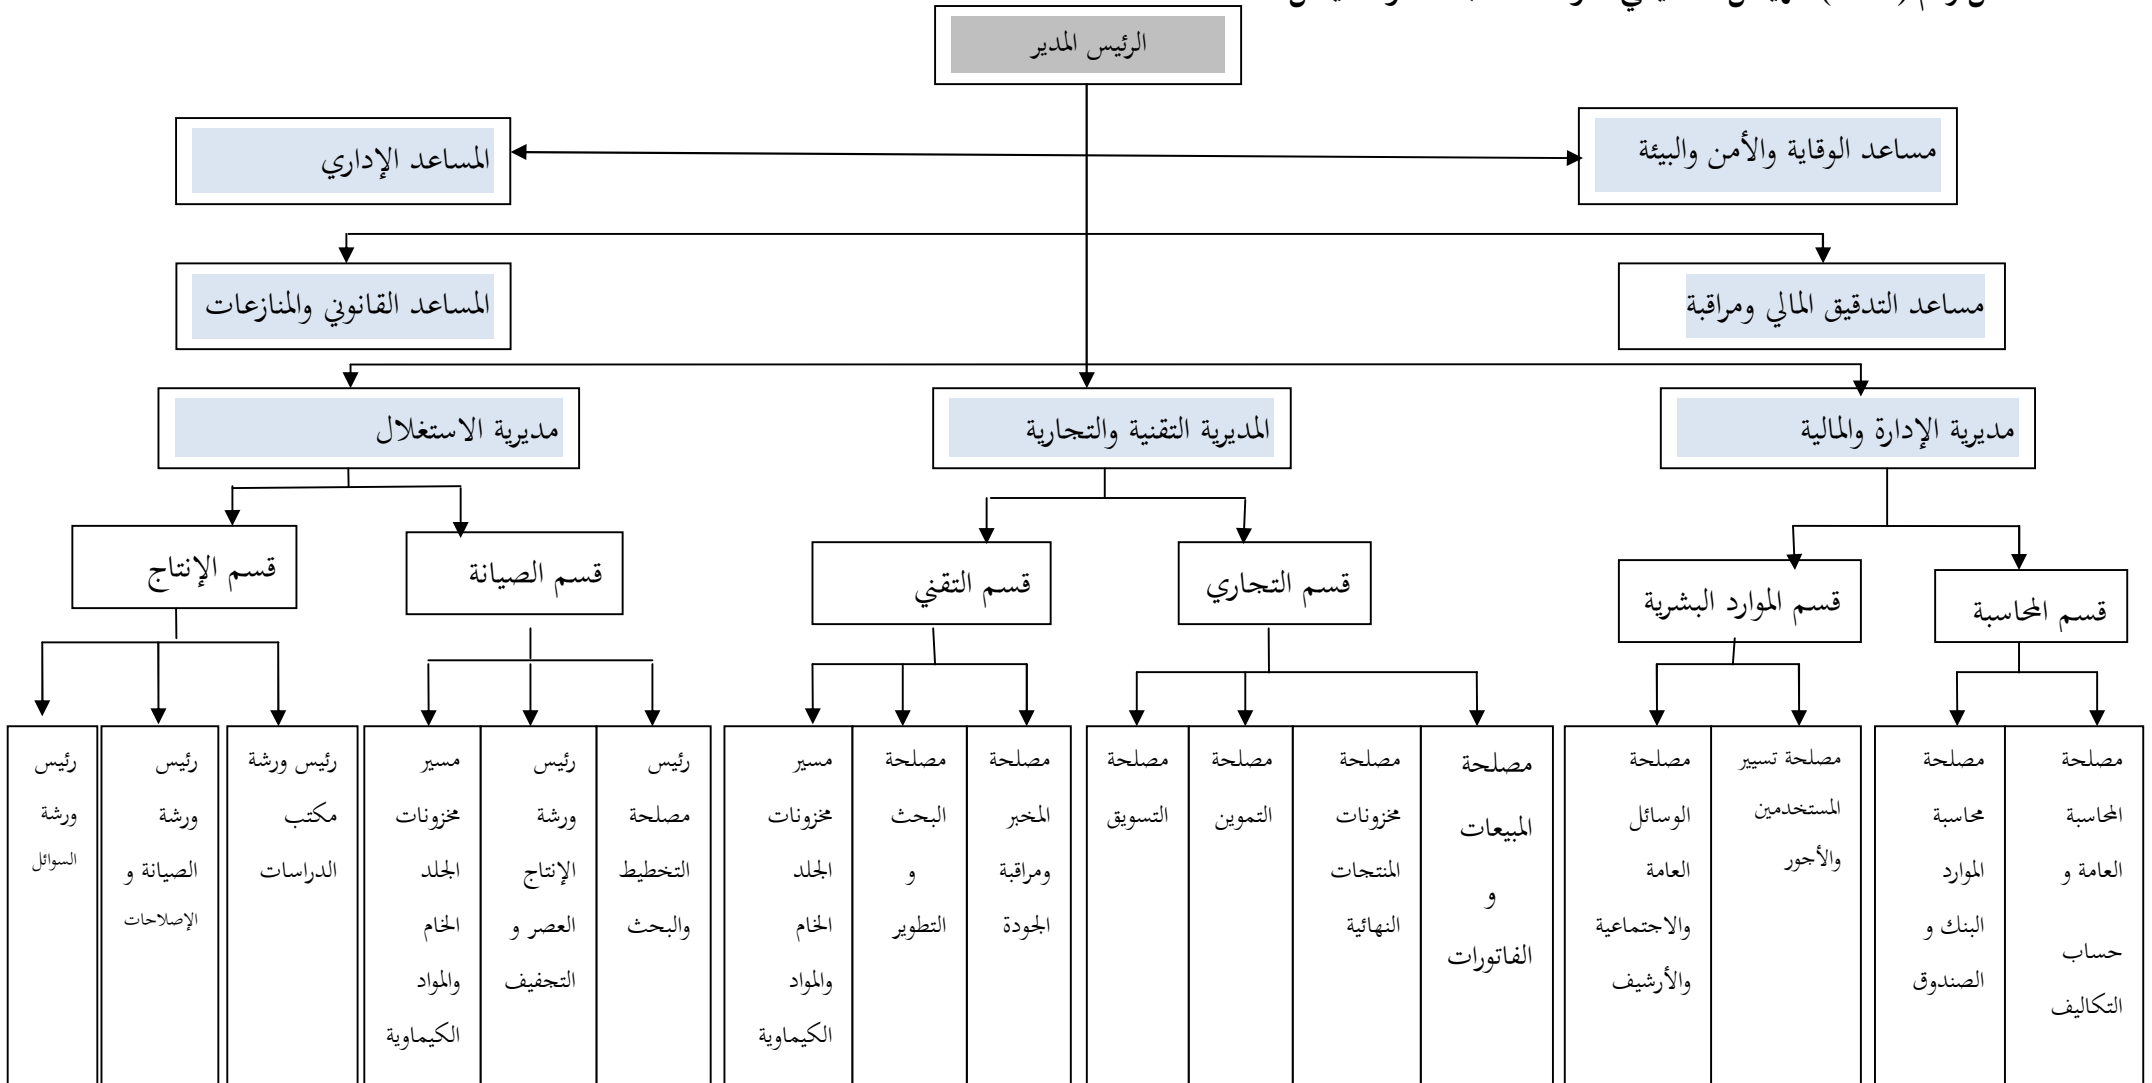 الرئيس المدير
مساعد الوقاية والأمن والبيئة
المساعد الإداري
مساعد التدقيق المالي ومراقبة
المساعد القانوني والمنازعات
مديرية الإدارة والمالية
المديرية التقنية والتجارية
مديرية الاستغلال
قسم المحاسبة
قسم الموارد البشرية
قسم التجاري
قسم التقني
قسم الصيانة
قسم الإنتاج
مصلحة
المحاسبة
العامة و
حساب
التكاليف
مصلحة
محاسبة
الموارد
البنك و
الصندوق
مصلحة تسيير
المستخدمين
والأجور
مصلحة
الوسائل
العامة
والاجتماعية
والأرشيف
مصلحة
المبيعات
و
الفاتورات
مصلحة
مخزونات
المنتجات
النهائية
مصلحة
التموين
مصلحة
التسويق
مصلحة
المخبر
ومراقبة
الجودة
مصلحة
البحث
و
التطوير
مسير
مخزونات
الجلد
الخام
والمواد
الكيماوية
رئيس
مصلحة
التخطيط
والبحث
رئيس
ورشة
الإنتاج
العصر و
التجفيف
مسير
مخزونات
الجلد
الخام
والمواد
الكيماوية
رئيس ورشة
مكتب
الدراسات
رئيس
ورشة
الصيانة و
الإصلاحات
رئيس
ورشة
السوائل